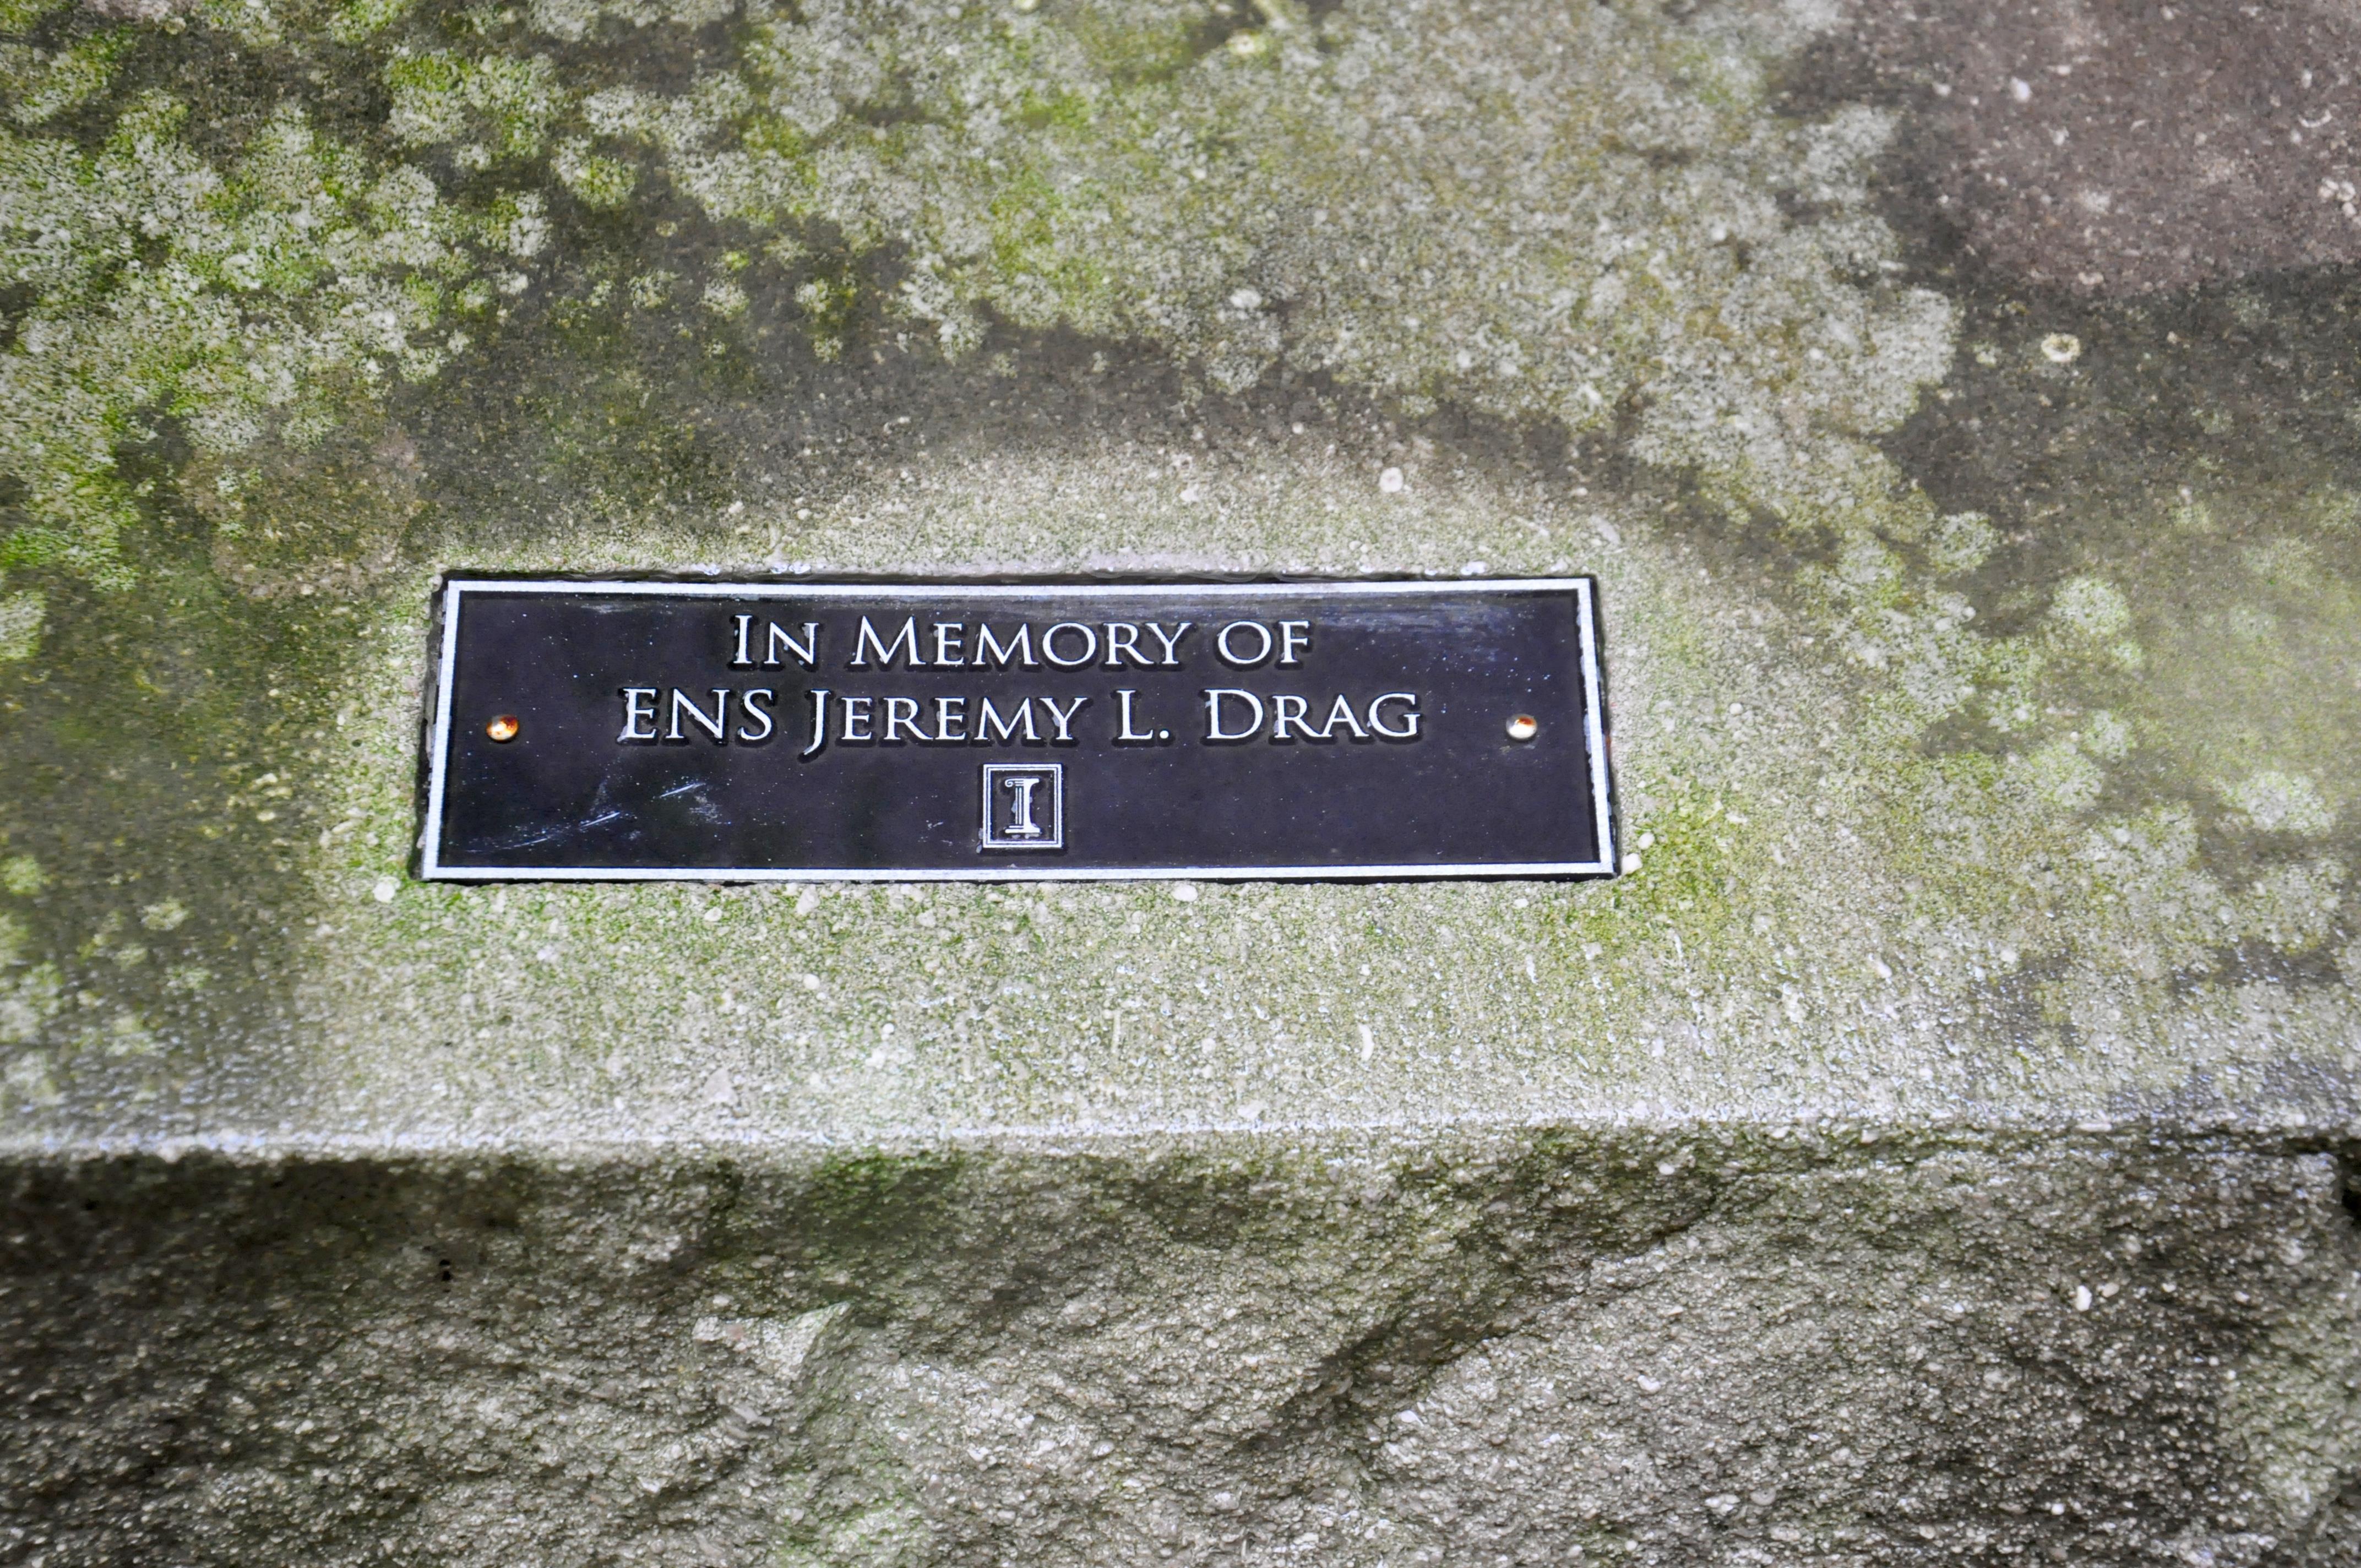 In Memory of
ENS Jeremy L. Drag
I